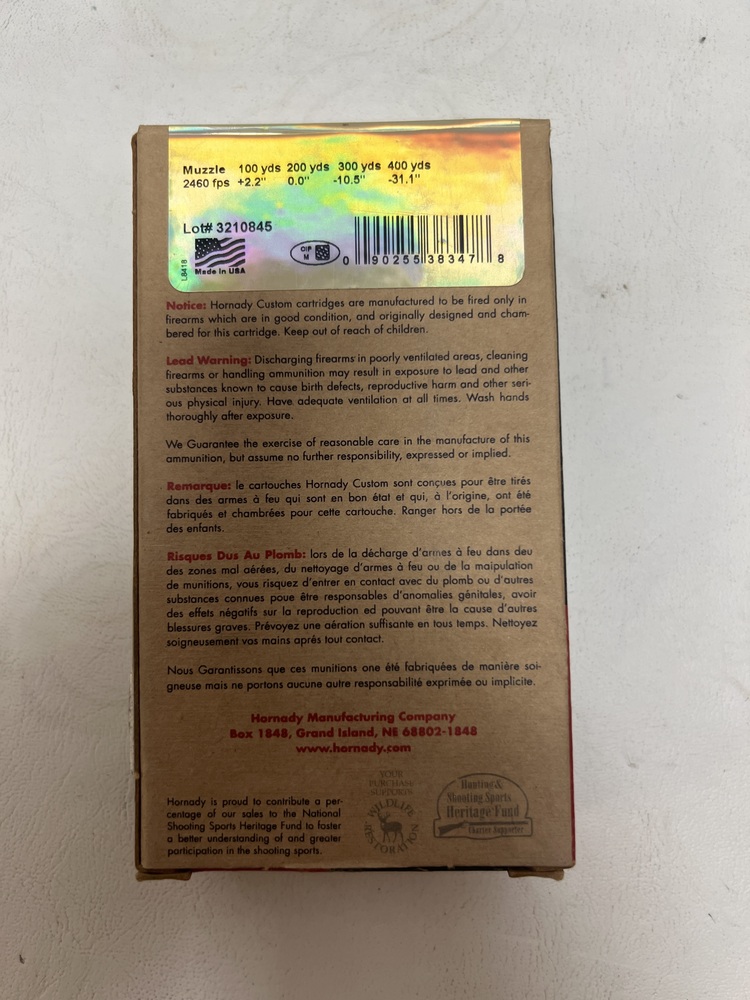 Muzzle 100 yds 200 yds 300 yds 400 yds
2460 fps +2.2" 0.0" -10.5" -31.1"
Lot# 3210845
L8418
Made in USA
CIP
M
0 90255 38347 8
Notice: Hornady Custom cartridges are manufactured to be fired only in
firearms which are in good condition, and originally designed and cham-
bered for this cartridge. Keep out of reach of children.
Lead Warning: Discharging firearms in poorly ventilated areas, cleaning
firearms or handling ammunition may result in exposure to lead and other
substances known to cause birth defects, reproductive harm and other seri-
ous physical injury. Have adequate ventilation at all times. Wash hands
thoroughly after exposure.
We Guarantee the exercise of reasonable care in the manufacture of this
ammunition, but assume no further responsibility, expressed or implied.
Remarque: le cartouches Hornady Custom sont conçues pour être tirés
dans des armes à feu qui sont en bon état et qui, à l'origine, ont été
fabriqués et chambrées pour cette cartouche. Ranger hors de la portée
des enfants.
Risques Dus Au Plomb: lors de la décharge d'armes à feu dans deu
des zones mal aérées, du nettoyage d'armes à feu ou de la maipulation
de munitions, vous risquez d'entrer en contact avec du plomb ou d'autres
substances connues poue être responsables d'anomalies génitales, avoir
des effets négatifs sur la reproduction ed pouvant être la cause d'autres
blessures graves. Prévoyez une aération suffisante en tous temps. Nettoyez
soigneusement vos mains aprés tout contact.
Nous Garantissons que ces munitions one été fabriquées de manière soi-
gneuse mais ne portons aucune autre responsabilité exprimée ou implicite.
Hornady Manufacturing Company
Box 1848, Grand Island, NE 68802-1848
www.hornady.com
Hornady is proud to contribute a per-
centage of our sales to the National
Shooting Sports Heritage Fund to foster
a better understanding of and greater
participation in the shooting sports.
YOUR
PURCHASE
SUPPORTS
WILDLIFE
RESTORATION
Hunting &
Shooting Sports
Heritage Fund
Charter Supporter